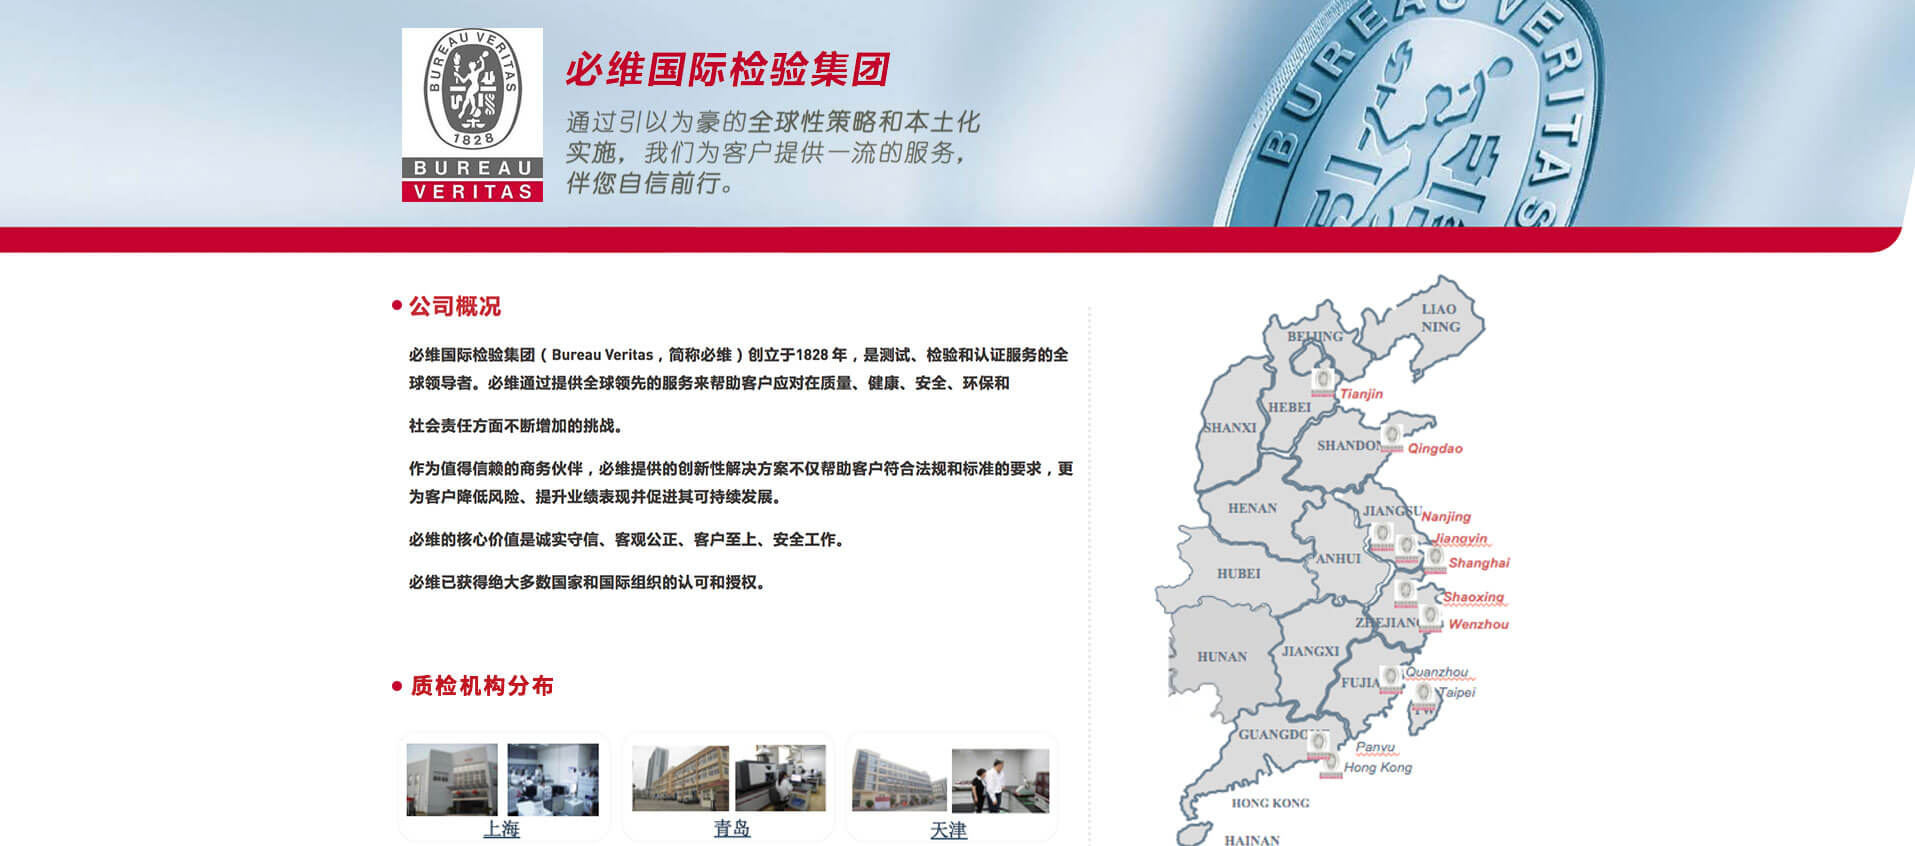 BUREAU VERITAS
1828
BUREAU
VERITAS
必维国际检验集团
通过引以为豪的全球性策略和本土化
实施，我们为客户提供一流的服务，
伴您自信前行。
BUREAU VERITAS
公司概况
必维国际检验集团（Bureau Veritas，简称必维）创立于1828 年，是测试、检验和认证服务的全
球领导者。必维通过提供全球领先的服务来帮助客户应对在质量、健康、安全、环保和
社会责任方面不断增加的挑战。
作为值得信赖的商务伙伴，必维提供的创新性解决方案不仅帮助客户符合法规和标准的要求，更
为客户降低风险、提升业绩表现并促进其可持续发展。
必维的核心价值是诚实守信、客观公正、客户至上、安全工作。
必维已获得绝大多数国家和国际组织的认可和授权。
质检机构分布
上海
青岛
天津
LIAO
NING
BEIJING
Tianjin
HEBEI
SHANXI
SHANDON
Qingdao
HENAN
JIANGSU
Nanjing
Jiangyin
ANHUI
Shanghai
HUBEI
Shaoxing
ZHEJIANG
Wenzhou
HUNAN
JIANGXI
FUJIA
Quanzhou
Taipei
TW
GUANGDONG
Panyu
Hong Kong
HONG KONG
HAINAN